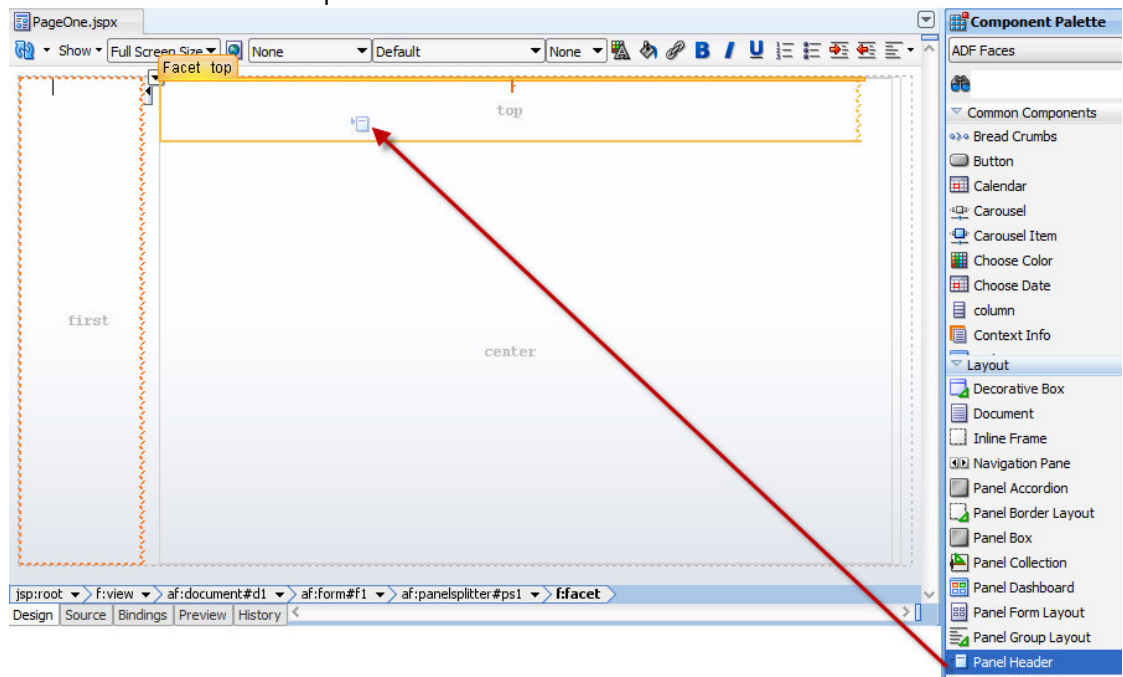 PageOne.jspx
Show Full Screen Size None Default None B I U
Facet top
top
first
center
jsp:root f:view af:document#d1 af:form#f1 af:panelsplitter#ps1 f:facet
Design Source Bindings Preview History
Component Palette
ADF Faces
Common Components
Bread Crumbs
Button
Calendar
Carousel
Carousel Item
Choose Color
Choose Date
column
Context Info
Layout
Decorative Box
Document
Inline Frame
Navigation Pane
Panel Accordion
Panel Border Layout
Panel Box
Panel Collection
Panel Dashboard
Panel Form Layout
Panel Group Layout
Panel Header